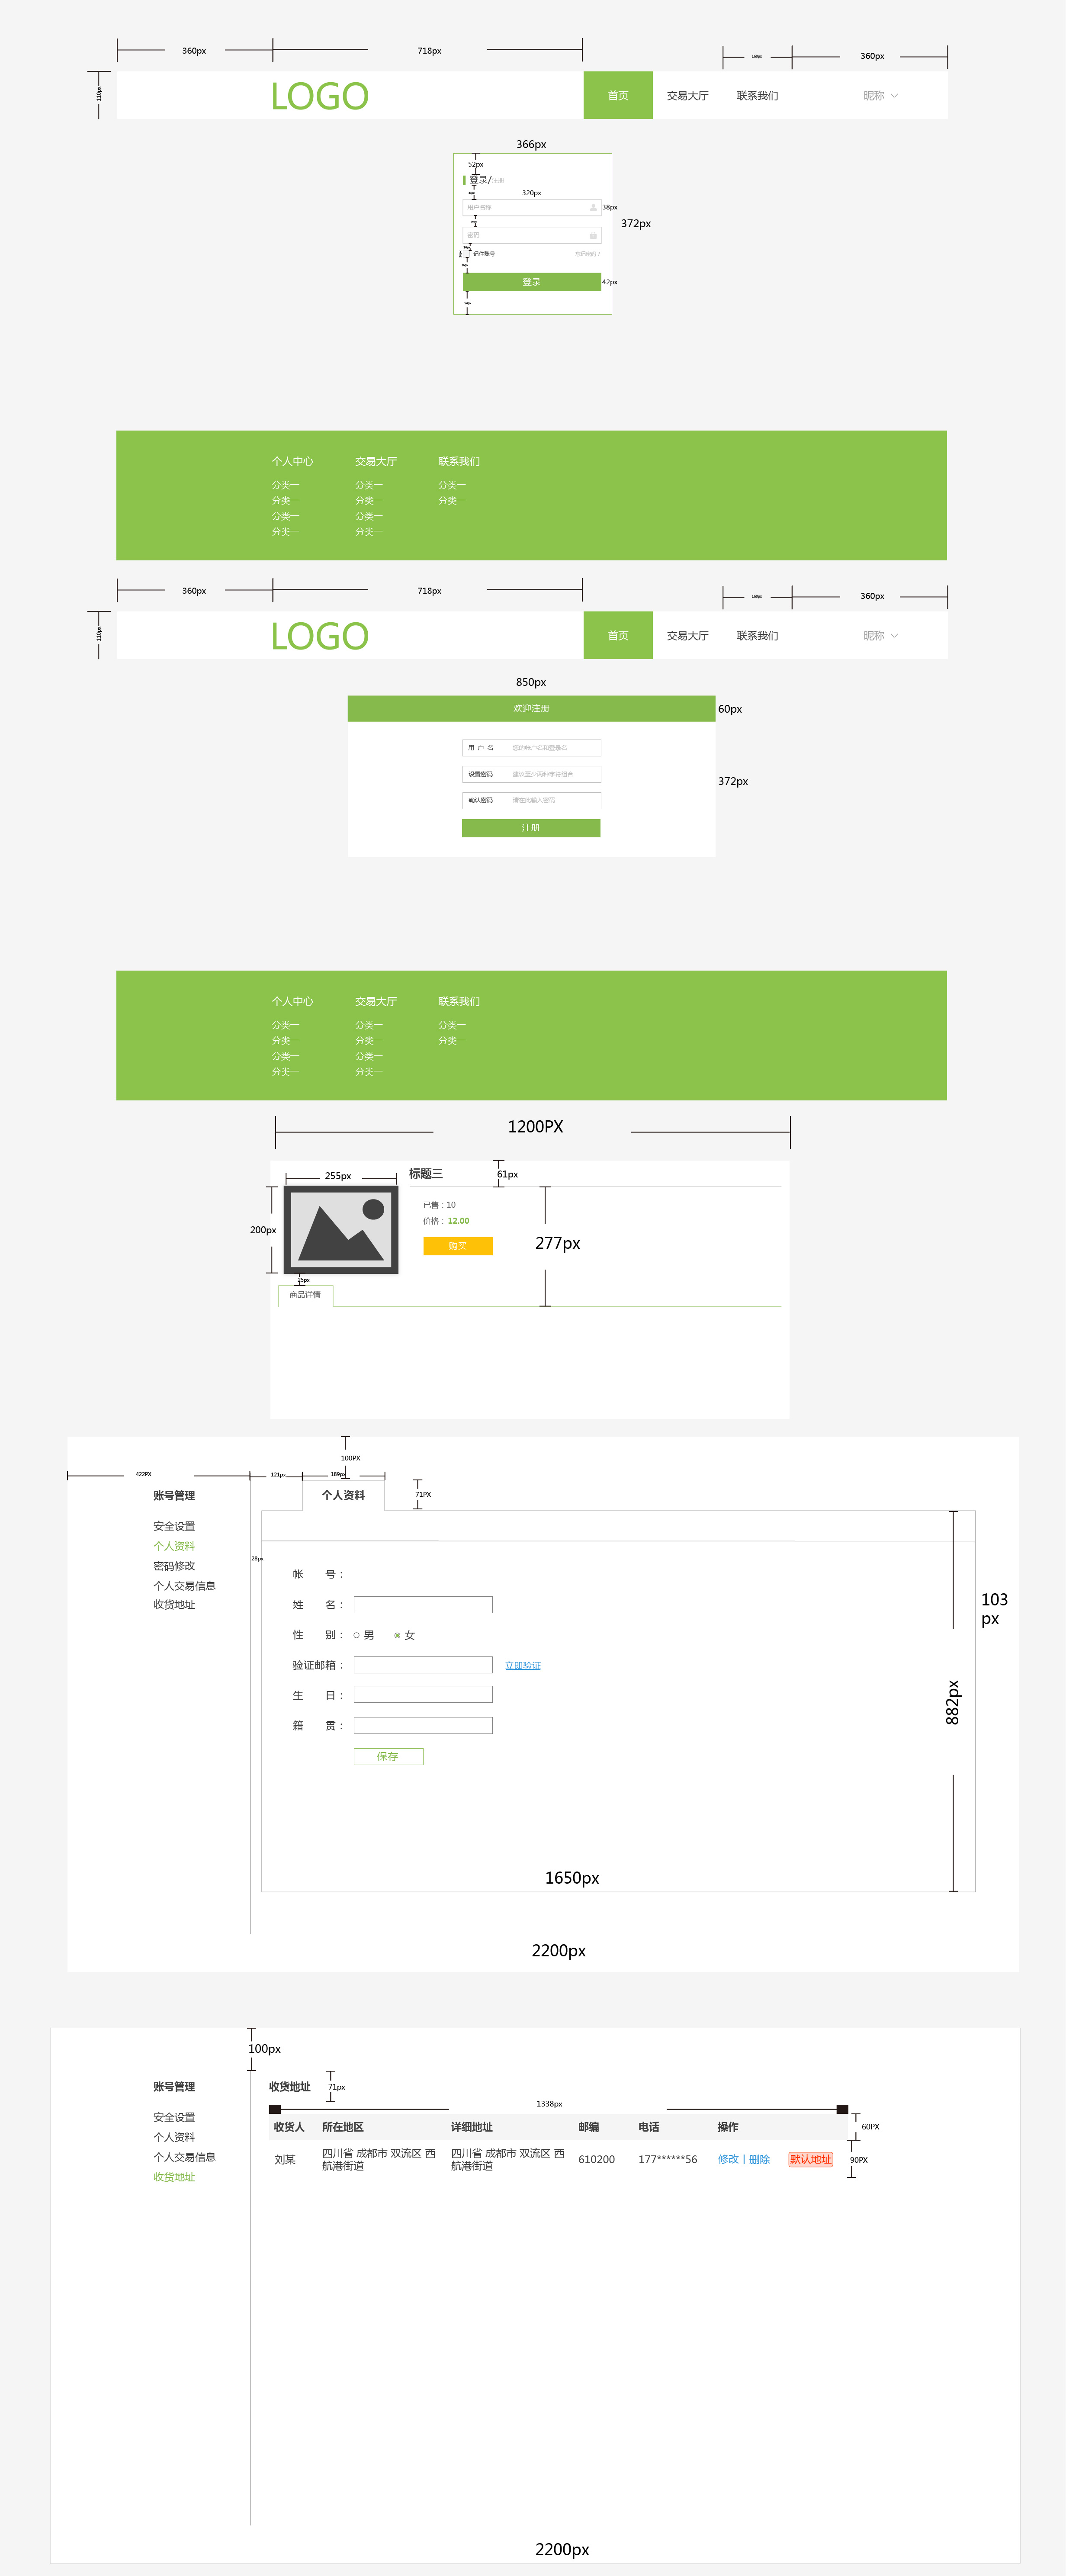 360px
718px
160px
360px
110px
LOGO
首页
交易大厅
联系我们
昵称
366px
52px
登录/注册
320px
用户名称
38px
372px
密码
记住账号
忘记密码？
登录
42px
个人中心
交易大厅
联系我们
分类一
分类一
分类一
分类一
分类一
分类一
分类一
分类一
分类一
分类一
360px
718px
160px
360px
110px
LOGO
首页
交易大厅
联系我们
昵称
850px
欢迎注册
60px
用 户 名
您的帐户名和登录名
设置密码
建议至少两种字符组合
372px
确认密码
请在此输入密码
注册
个人中心
交易大厅
联系我们
分类一
分类一
分类一
分类一
分类一
分类一
分类一
分类一
分类一
分类一
1200PX
255px
标题三
61px
已售：10
200px
价格：12.00
购买
277px
25px
商品详情
100PX
422PX
121px
189px
账号管理
个人资料
71PX
安全设置
个人资料
密码修改
个人交易信息
收货地址
28px
帐 号：
103
px
姓 名：
性 别：
男
女
验证邮箱：
立即验证
生 日：
882px
籍 贯：
保存
1650px
2200px
100px
账号管理
收货地址
71px
1338px
安全设置
个人资料
个人交易信息
收货地址
收货人
所在地区
详细地址
邮编
电话
操作
60PX
刘某
四川省 成都市 双流区 西
航港街道
四川省 成都市 双流区 西
航港街道
610200
177******56
修改丨删除
默认地址
90PX
2200px